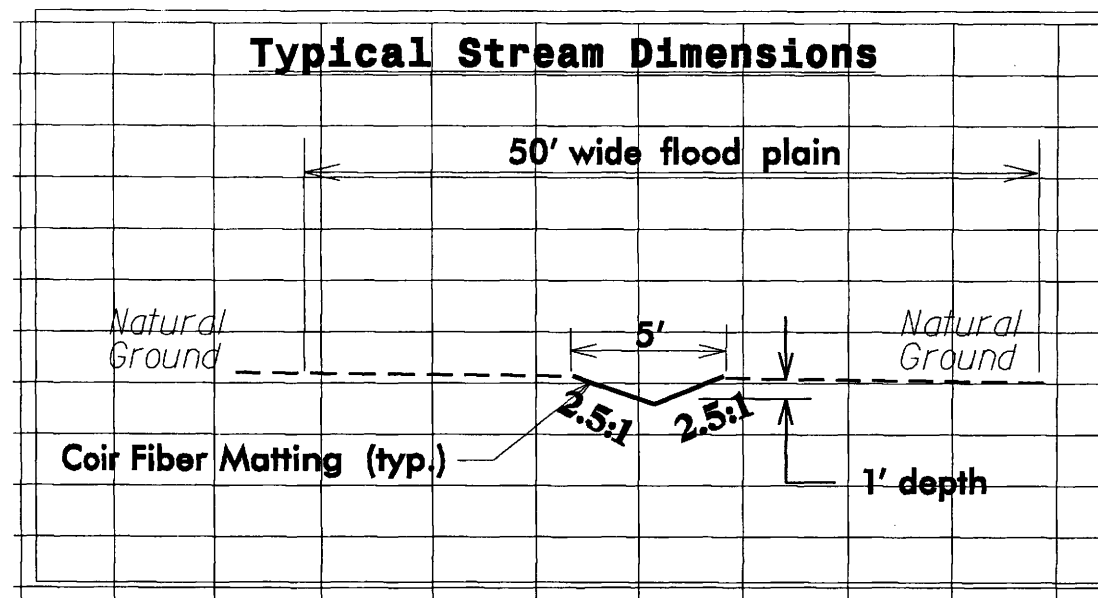 Typical Stream Dimensions
50' wide flood plain
Natural
Ground
5'
Natural
Ground
2.5:1
2.5:1
Coir Fiber Matting (typ.)
1' depth